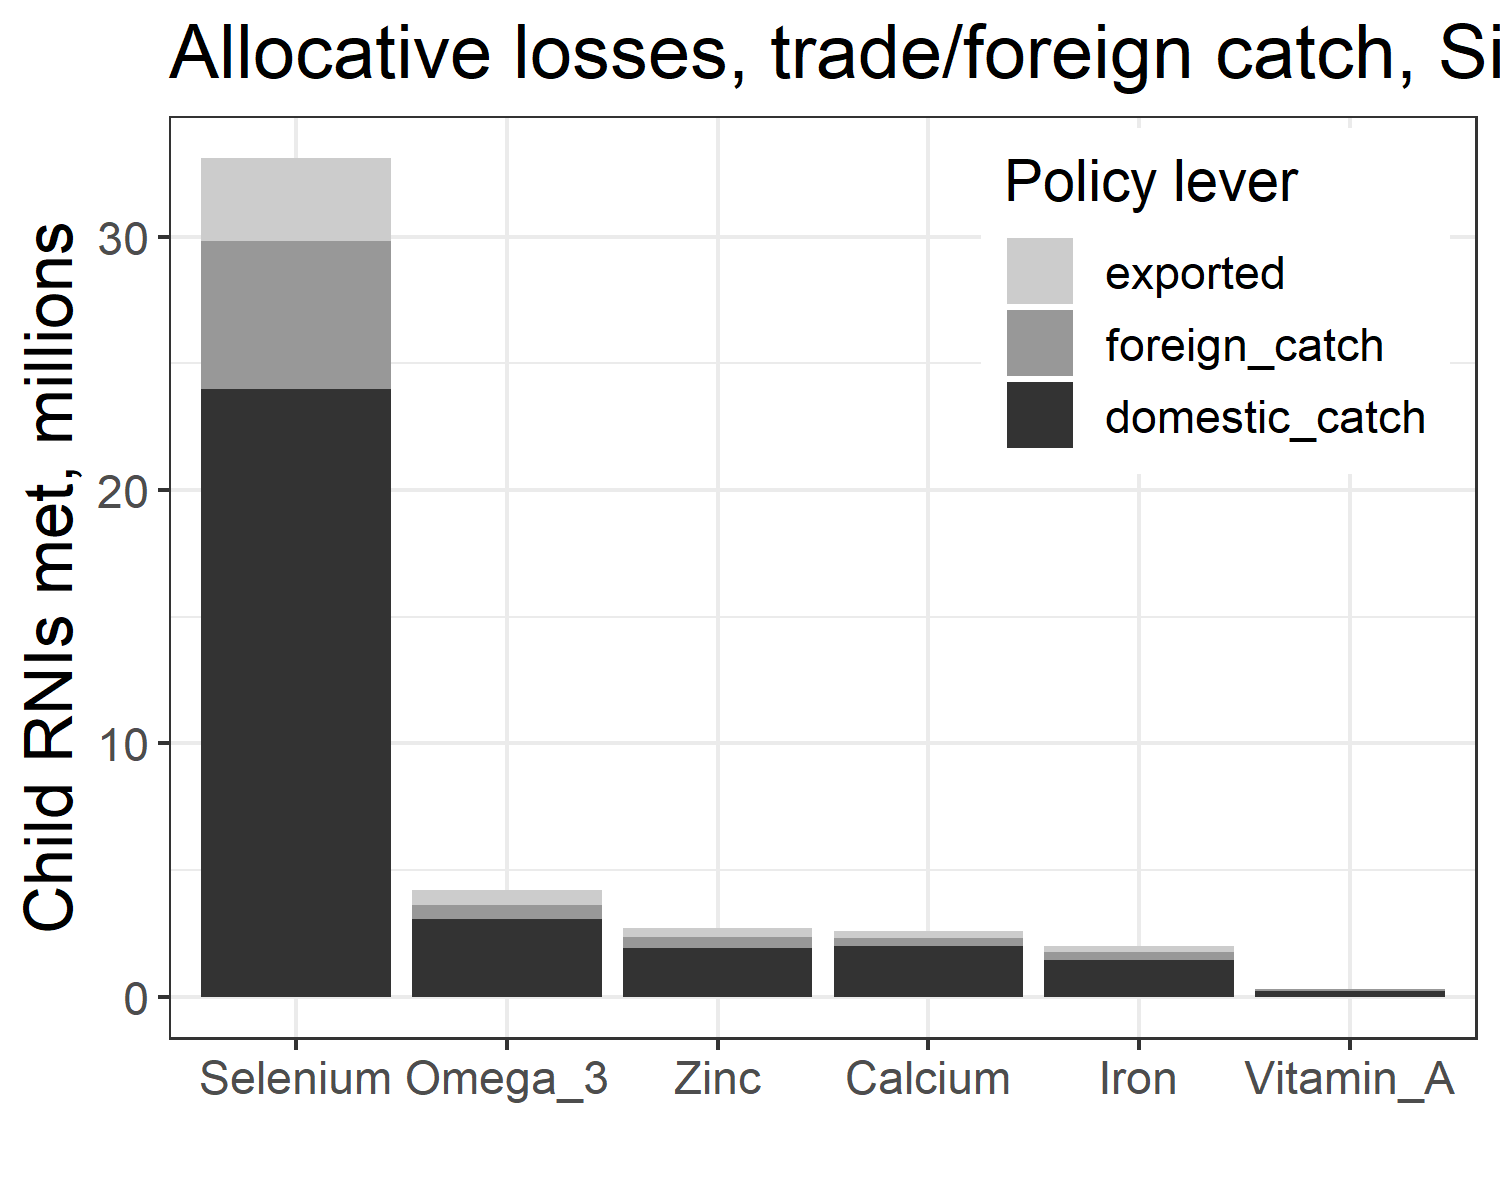 Allocative losses, trade/foreign catch, Si
Policy lever
exported
foreign_catch
domestic_catch
Child RNIs met, millions
30
20
10
0
Selenium Omega_3 Zinc Calcium Iron Vitamin_A